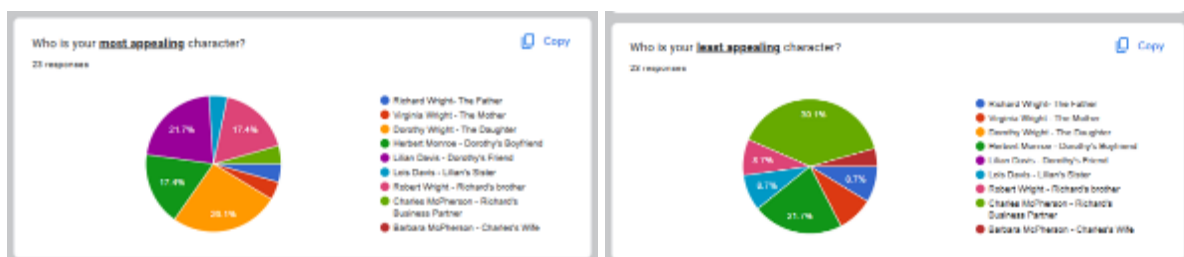 Who is your most appealing character?
Copy
23 responses
21.7%
17.4%
17.4%
26.1%
Richard Wright- The Father
Virginia Wright - The Mother
Dorothy Wright - The Daughter
Herbert Monroe - Dorothy's Boyfriend
Lilian Davis - Dorothy's Friend
Lois Davis - Lilian's Sister
Robert Wright - Richard's brother
Charles McPherson - Richard's
Business Partner
Barbara McPherson - Charles's Wife
Who is your least appealing character?
Copy
23 responses
8.7%
8.7%
8.7%
21.7%
Richard Wright- The Father
Virginia Wright - The Mother
Dorothy Wright - The Daughter
Herbert Monroe - Dorothy's Boyfriend
Lilian Davis - Dorothy's Friend
Lois Davis - Lilian's Sister
Robert Wright - Richard's brother
Charles McPherson - Richard's
Business Partner
Barbara McPherson - Charles's Wife